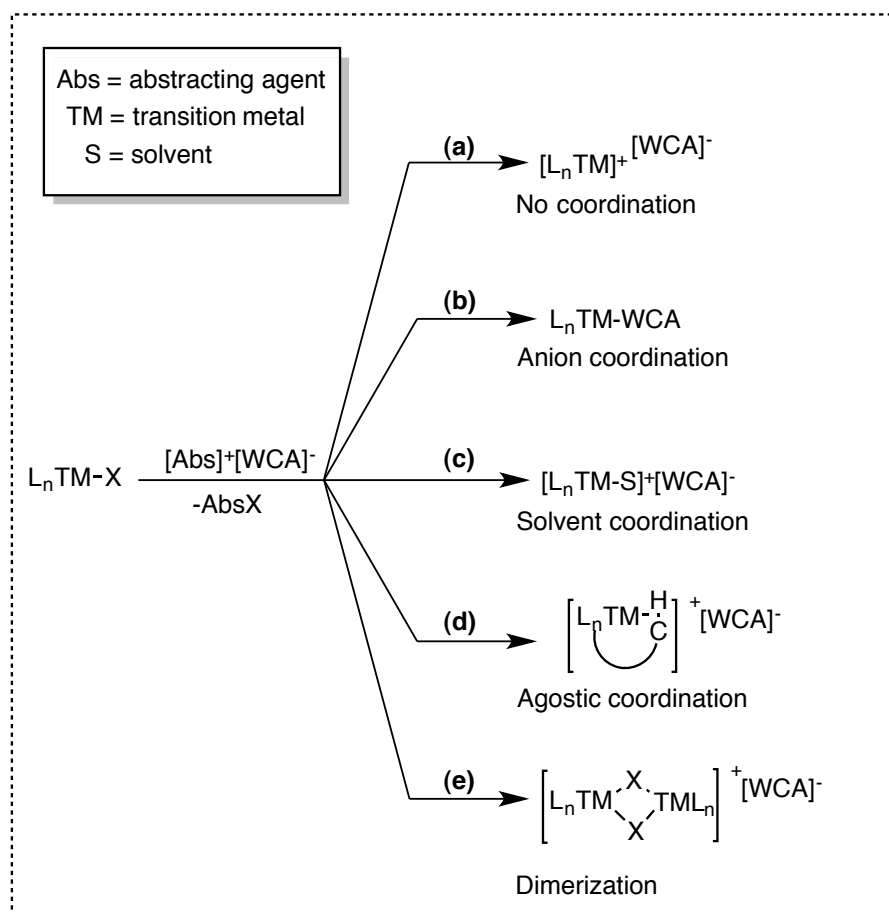 Abs = abstracting agent
TM = transition metal
S = solvent
(a)
[LnTM]+ [WCA]-
No coordination
(b)
LnTM-WCA
Anion coordination
LnTM-X
[Abs]+[WCA]-
-AbsX
(c)
[LnTM-S]+[WCA]-
Solvent coordination
(d)
[LnTM-H C]+[WCA]-
Agostic coordination
(e)
[LnTM X X TMLn]+[WCA]-
Dimerization